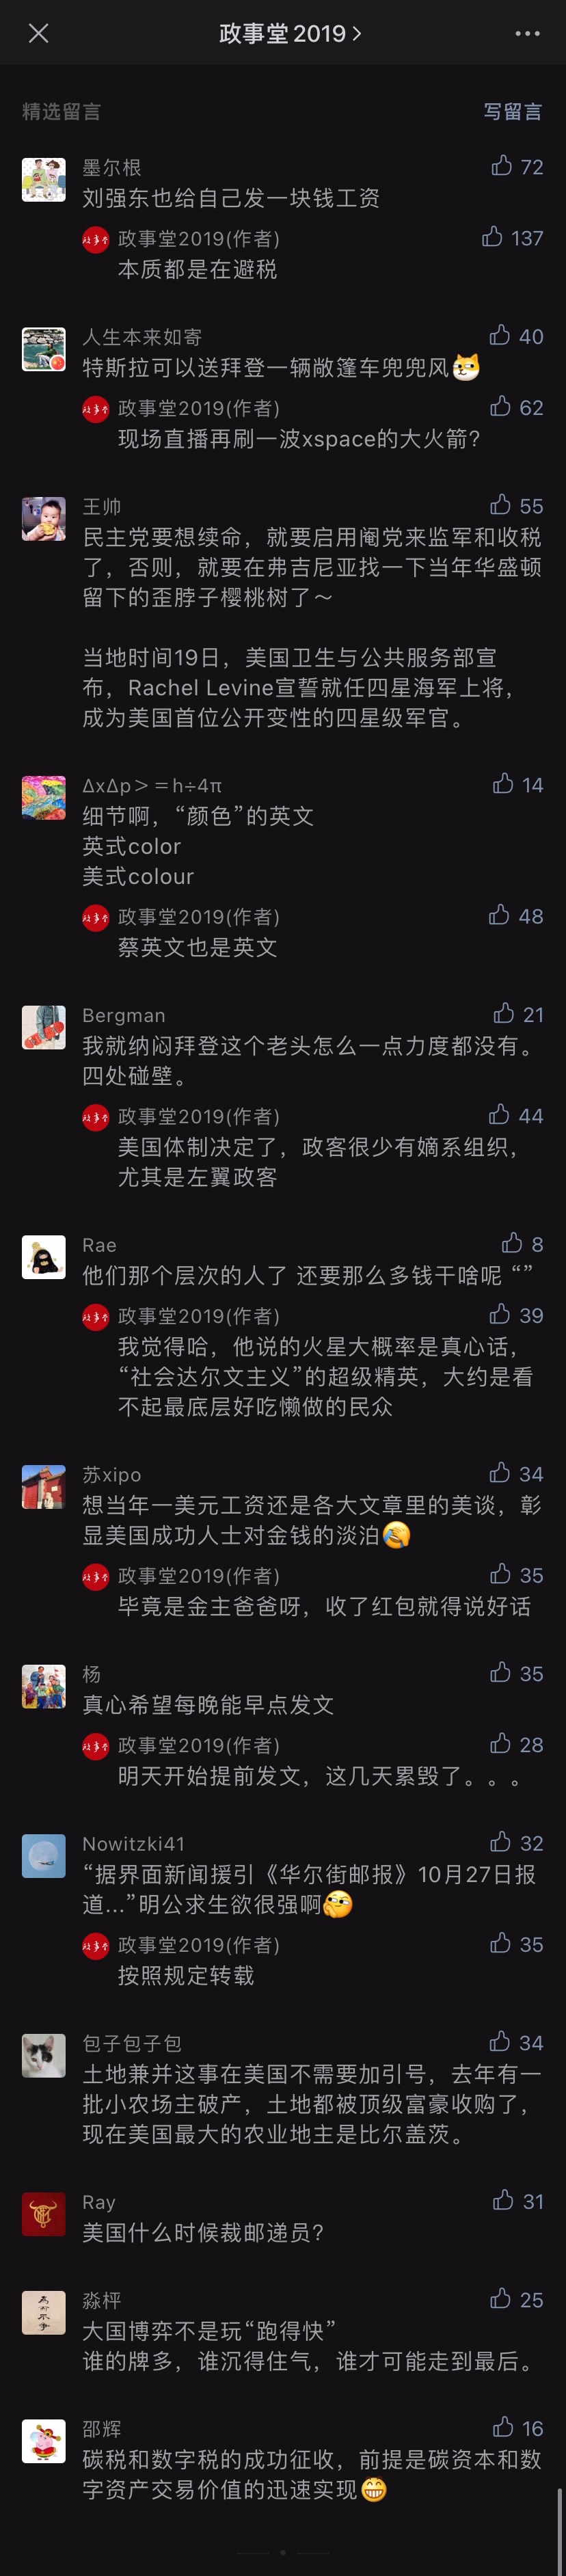 政事堂2019
精选留言
写留言
墨尔根
72
刘强东也给自己发一块钱工资
政事堂2019(作者)
137
本质都是在避税
人生本来如寄
40
特斯拉可以送拜登一辆敞篷车兜兜风
政事堂2019(作者)
62
现场直播再刷一波xspace的大火箭?
王帅
55
民主党要想续命，就要启用阉党来监军和收税
了，否则，就要在弗吉尼亚找一下当年华盛顿
留下的歪脖子樱桃树了～
当地时间19日，美国卫生与公共服务部宣
布，Rachel Levine宣誓就任四星海军上将，
成为美国首位公开变性的四星级军官。
ΔxΔp＞＝h÷4π
14
细节啊，“颜色”的英文
英式color
美式colour
政事堂2019(作者)
48
蔡英文也是英文
Bergman
21
我就纳闷拜登这个老头怎么一点力度都没有。
四处碰壁。
政事堂2019(作者)
44
美国体制决定了，政客很少有嫡系组织，
尤其是左翼政客
Rae
8
他们那个层次的人了 还要那么多钱干啥呢 “”
政事堂2019(作者)
39
我觉得哈，他说的火星大概率是真心话，
“社会达尔文主义”的超级精英，大约是看
不起最底层好吃懒做的民众
苏xipo
34
想当年一美元工资还是各大文章里的美谈，彰
显美国成功人士对金钱的淡泊
政事堂2019(作者)
35
毕竟是金主爸爸呀，收了红包就得说好话
杨
35
真心希望每晚能早点发文
政事堂2019(作者)
28
明天开始提前发文，这几天累毁了。。。
Nowitzki41
32
“据界面新闻援引《华尔街邮报》10月27日报
道...”明公求生欲很强啊
政事堂2019(作者)
35
按照规定转载
包子包子包
34
土地兼并这事在美国不需要加引号，去年有一
批小农场主破产，土地都被顶级富豪收购了，
现在美国最大的农业地主是比尔盖茨。
Ray
31
美国什么时候裁邮递员?
淼枰
25
大国博弈不是玩“跑得快”
谁的牌多，谁沉得住气，谁才可能走到最后。
邵辉
16
碳税和数字税的成功征收，前提是碳资本和数
字资产交易价值的迅速实现